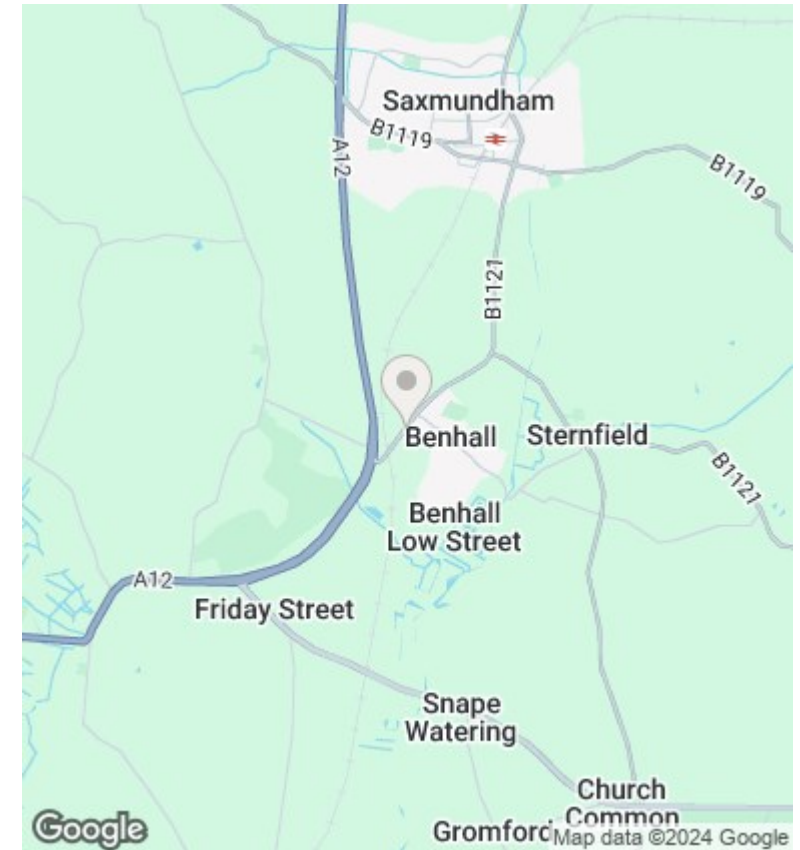 Saxmundham
B1119
A12
B1119
B1121
Benhall
Sternfield
B1121
Benhall
Low Street
A12
Friday Street
Snape
Watering
Church
Common
Gromford
Google
Map data ©2024 Google